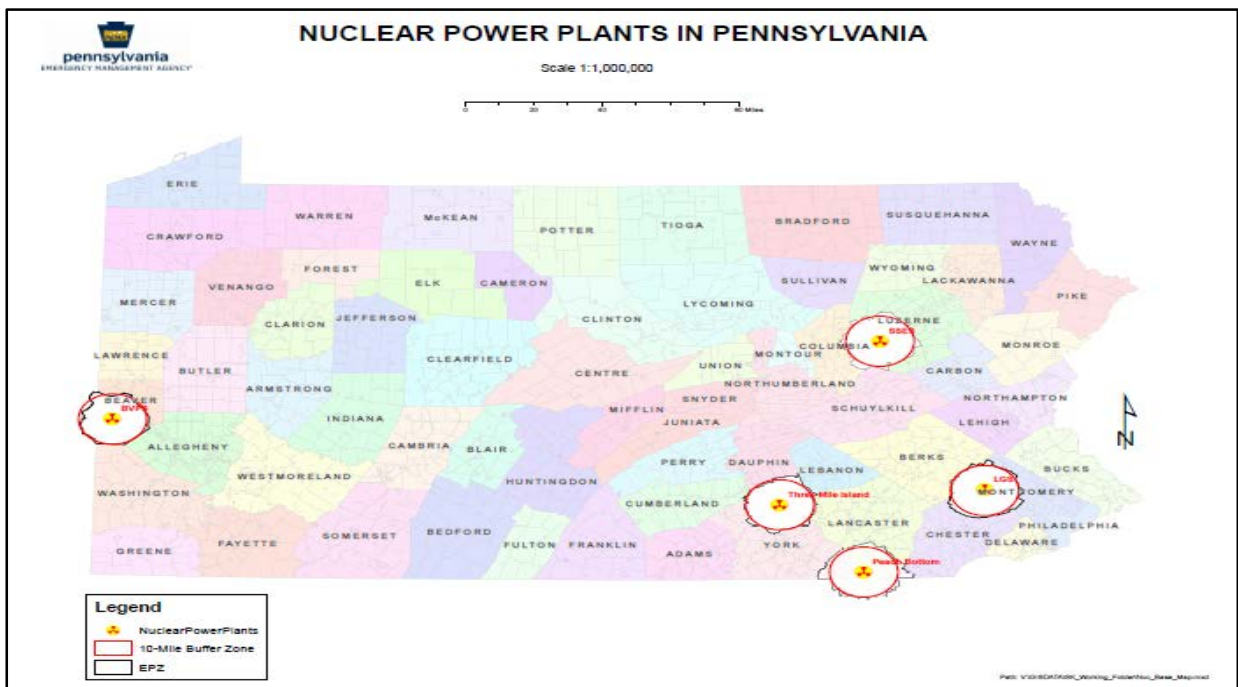 pennsylvania
EMERGENCY MANAGEMENT AGENCY
NUCLEAR POWER PLANTS IN PENNSYLVANIA
Scale 1:1,000,000
0 20 40 80 Miles
ERIE
WARREN
McKEAN
POTTER
TIOGA
BRADFORD
SUSQUEHANNA
WAYNE
CRAWFORD
FOREST
ELK
CAMERON
SULLIVAN
WYOMING
LACKAWANNA
PIKE
MERCER
VENANGO
CLARION
JEFFERSON
CLINTON
LYCOMING
LUZERNE
SSES
LAWRENCE
BUTLER
CLEARFIELD
CENTRE
UNION
MONTOUR
COLUMBIA
MONROE
CARBON
BEAVER
BVPS
ARMSTRONG
INDIANA
MIFFLIN
SNYDER
NORTHUMBERLAND
SCHUYLKILL
NORTHAMPTON
LEHIGH
N
ALLEGHENY
CAMBRIA
BLAIR
JUNIATA
WESTMORELAND
HUNTINGDON
PERRY
DAUPHIN
LEBANON
BERKS
BUCKS
LGS
MONTGOMERY
WASHINGTON
CUMBERLAND
Three Mile Island
LANCASTER
PHILADELPHIA
CHESTER
DELAWARE
GREENE
FAYETTE
SOMERSET
BEDFORD
FULTON
FRANKLIN
ADAMS
YORK
Peach Bottom
Legend
NuclearPowerPlants
10-Mile Buffer Zone
EPZ